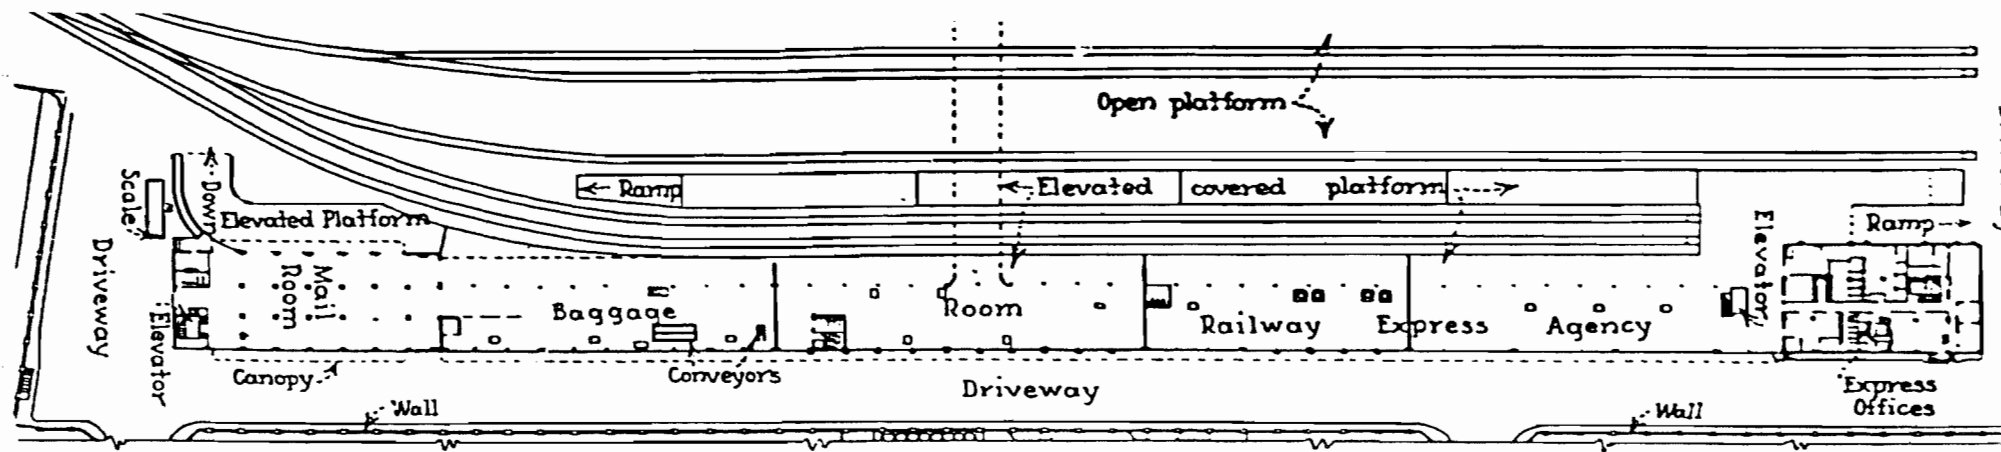 Open platform
Ramp
Elevated covered platform
Scale
Down
Elevated Platform
Elevator
Ramp
Driveway
Mail
Room
Baggage Room
Railway Express Agency
Elevator
Canopy
Conveyors
Driveway
Express
Offices
Wall
Wall